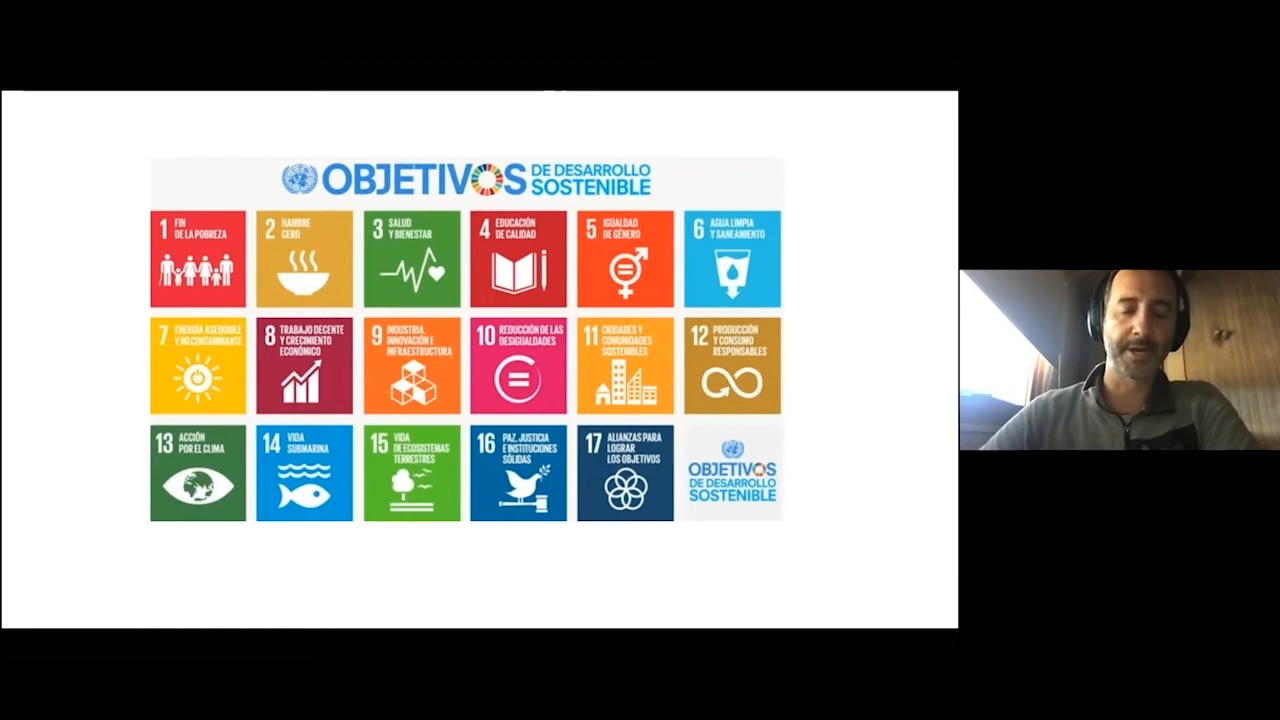 OBJETIVOS DE DESARROLLO
SOSTENIBLE
1 FIN
DE LA POBREZA
2 HAMBRE
CERO
3 SALUD
Y BIENESTAR
4 EDUCACIÓN
DE CALIDAD
5 IGUALDAD
DE GÉNERO
6 AGUA LIMPIA
Y SANEAMIENTO
7 ENERGÍA ASEQUIBLE
Y NO CONTAMINANTE
8 TRABAJO DECENTE
Y CRECIMIENTO
ECONÓMICO
9 INDUSTRIA,
INNOVACIÓN E
INFRAESTRUCTURA
10 REDUCCIÓN DE LAS
DESIGUALDADES
11 CIUDADES Y
COMUNIDADES
SOSTENIBLES
12 PRODUCCIÓN
Y CONSUMO
RESPONSABLES
13 ACCIÓN
POR EL CLIMA
14 VIDA
SUBMARINA
15 VIDA
DE ECOSISTEMAS
TERRESTRES
16 PAZ, JUSTICIA
E INSTITUCIONES
SÓLIDAS
17 ALIANZAS PARA
LOGRAR
LOS OBJETIVOS
OBJETIVOS
DE DESARROLLO
SOSTENIBLE